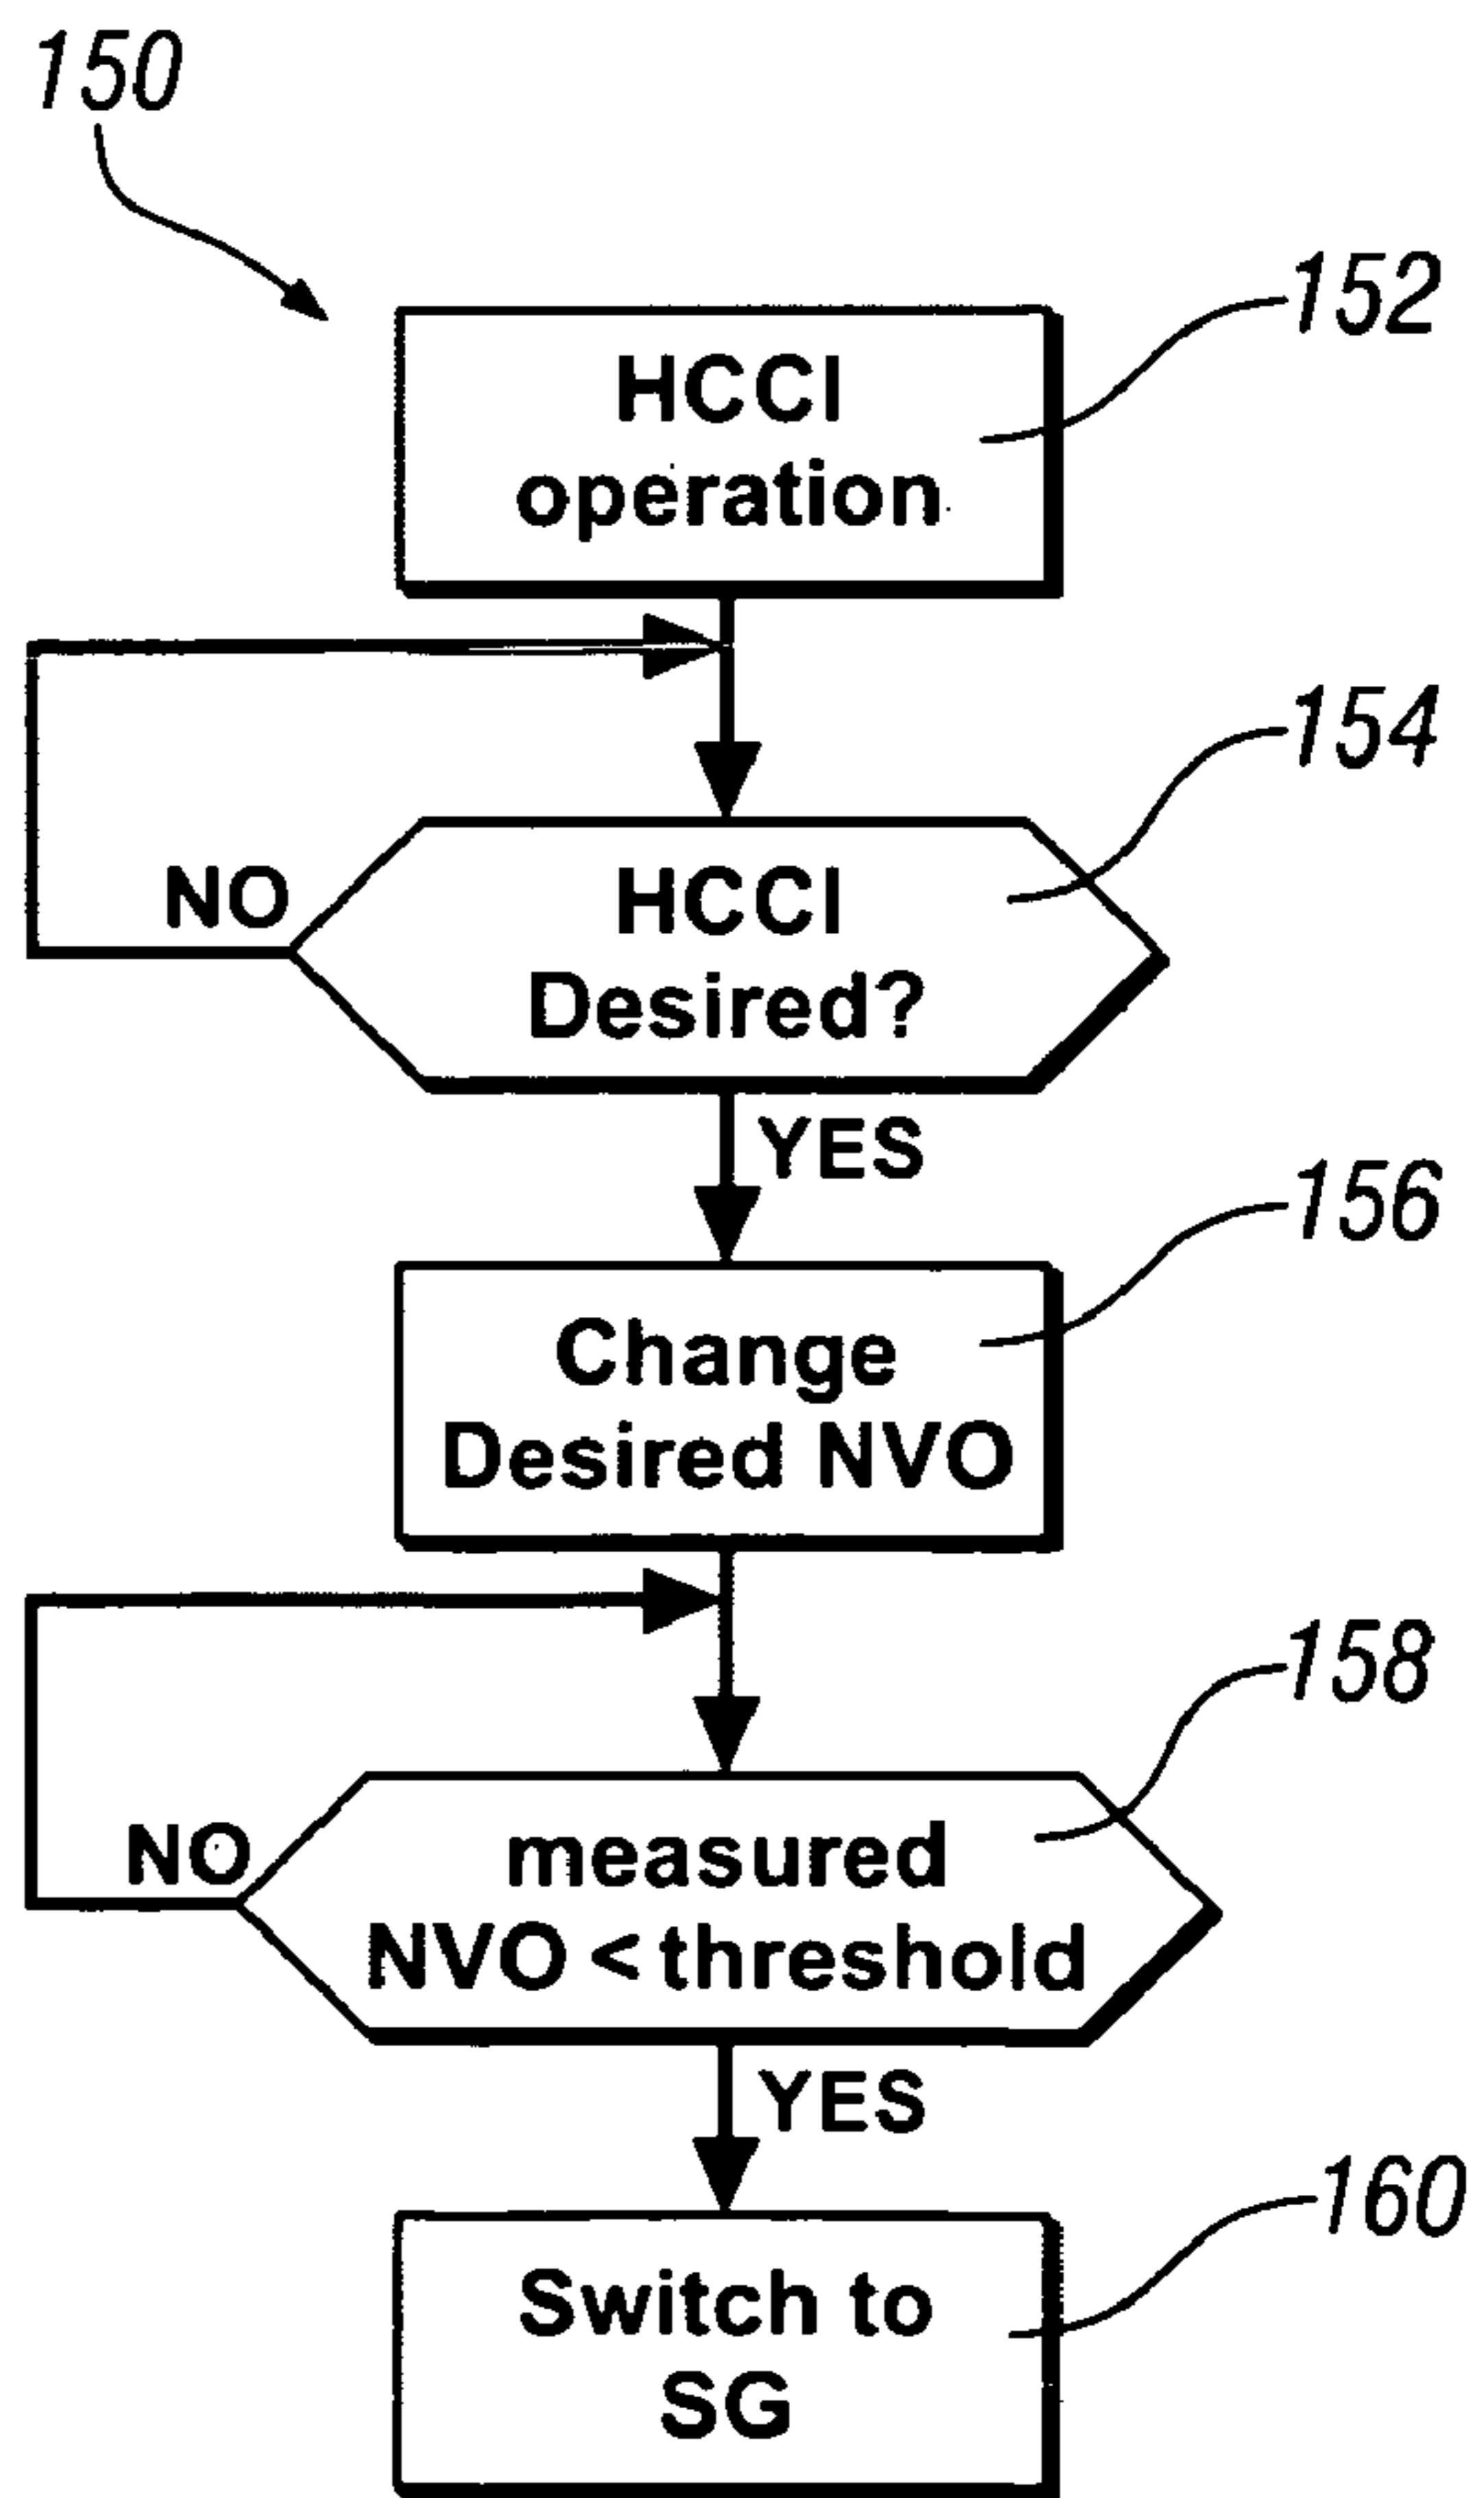 150
152
HCCI
operation
154
HCCI
Desired?
NO
YES
156
Change
Desired NVO
158
measured
NVO < threshold
NO
YES
160
Switch to
SG